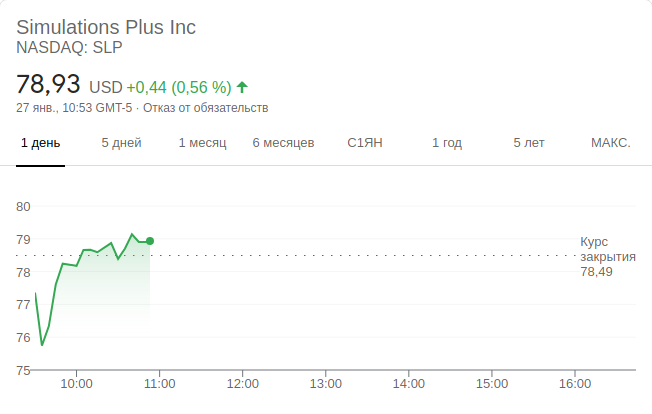 Simulations Plus Inc
NASDAQ: SLP
78,93 USD +0,44 (0,56 %)
27 янв., 10:53 GMT-5 · Отказ от обязательств
1 день 5 дней 1 месяц 6 месяцев С1ЯН 1 год 5 лет МАКС.
80
79
78
77
76
75
Курс
закрытия
78,49
10:00 11:00 12:00 13:00 14:00 15:00 16:00